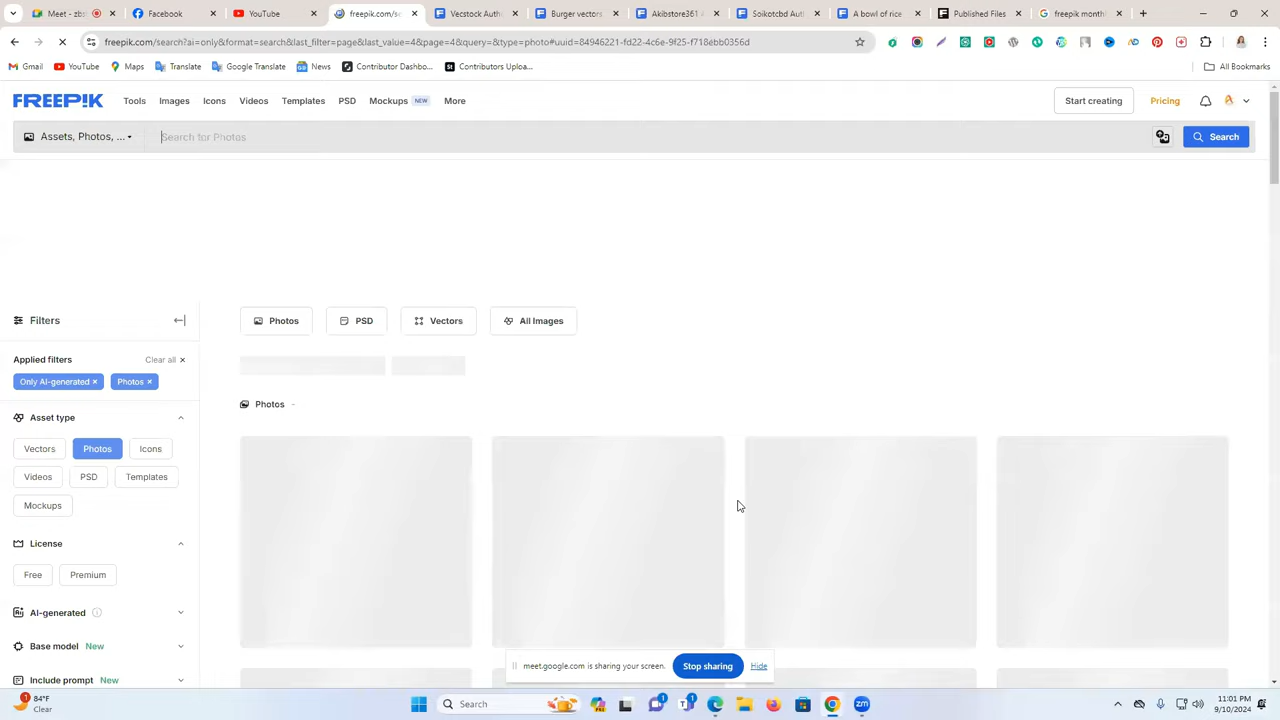 Meet - zbs
Facebook
YouTube
freepik.com/se
Vecstock Auth
Burger vectors
Akibstore361
Soikotcbd Aut
A bowl of rice
Published Files
freepik month
freepik.com/search?ai=only&format=search&last_filter=page&last_value=4&page=4&query=&type=photo#uuid=84946221-fd22-4c6e-9f25-f718ebb0356d
Gmail
YouTube
Maps
Translate
Google Translate
News
Contributor Dashbo...
Contributors Uploa...
All Bookmarks
FREEPIK
Tools
Images
Icons
Videos
Templates
PSD
Mockups NEW
More
Start creating
Pricing
Assets, Photos, ...
Search for Photos
Search
Filters
Photos
PSD
Vectors
All Images
Applied filters
Clear all
Only AI-generated
Photos
Asset type
Photos -
Vectors
Photos
Icons
Videos
PSD
Templates
Mockups
License
Free
Premium
AI-generated
Base model New
Include prompt New
meet.google.com is sharing your screen.
Stop sharing
Hide
1
84°F
Clear
Search
1
1
zm
11:01 PM
9/10/2024